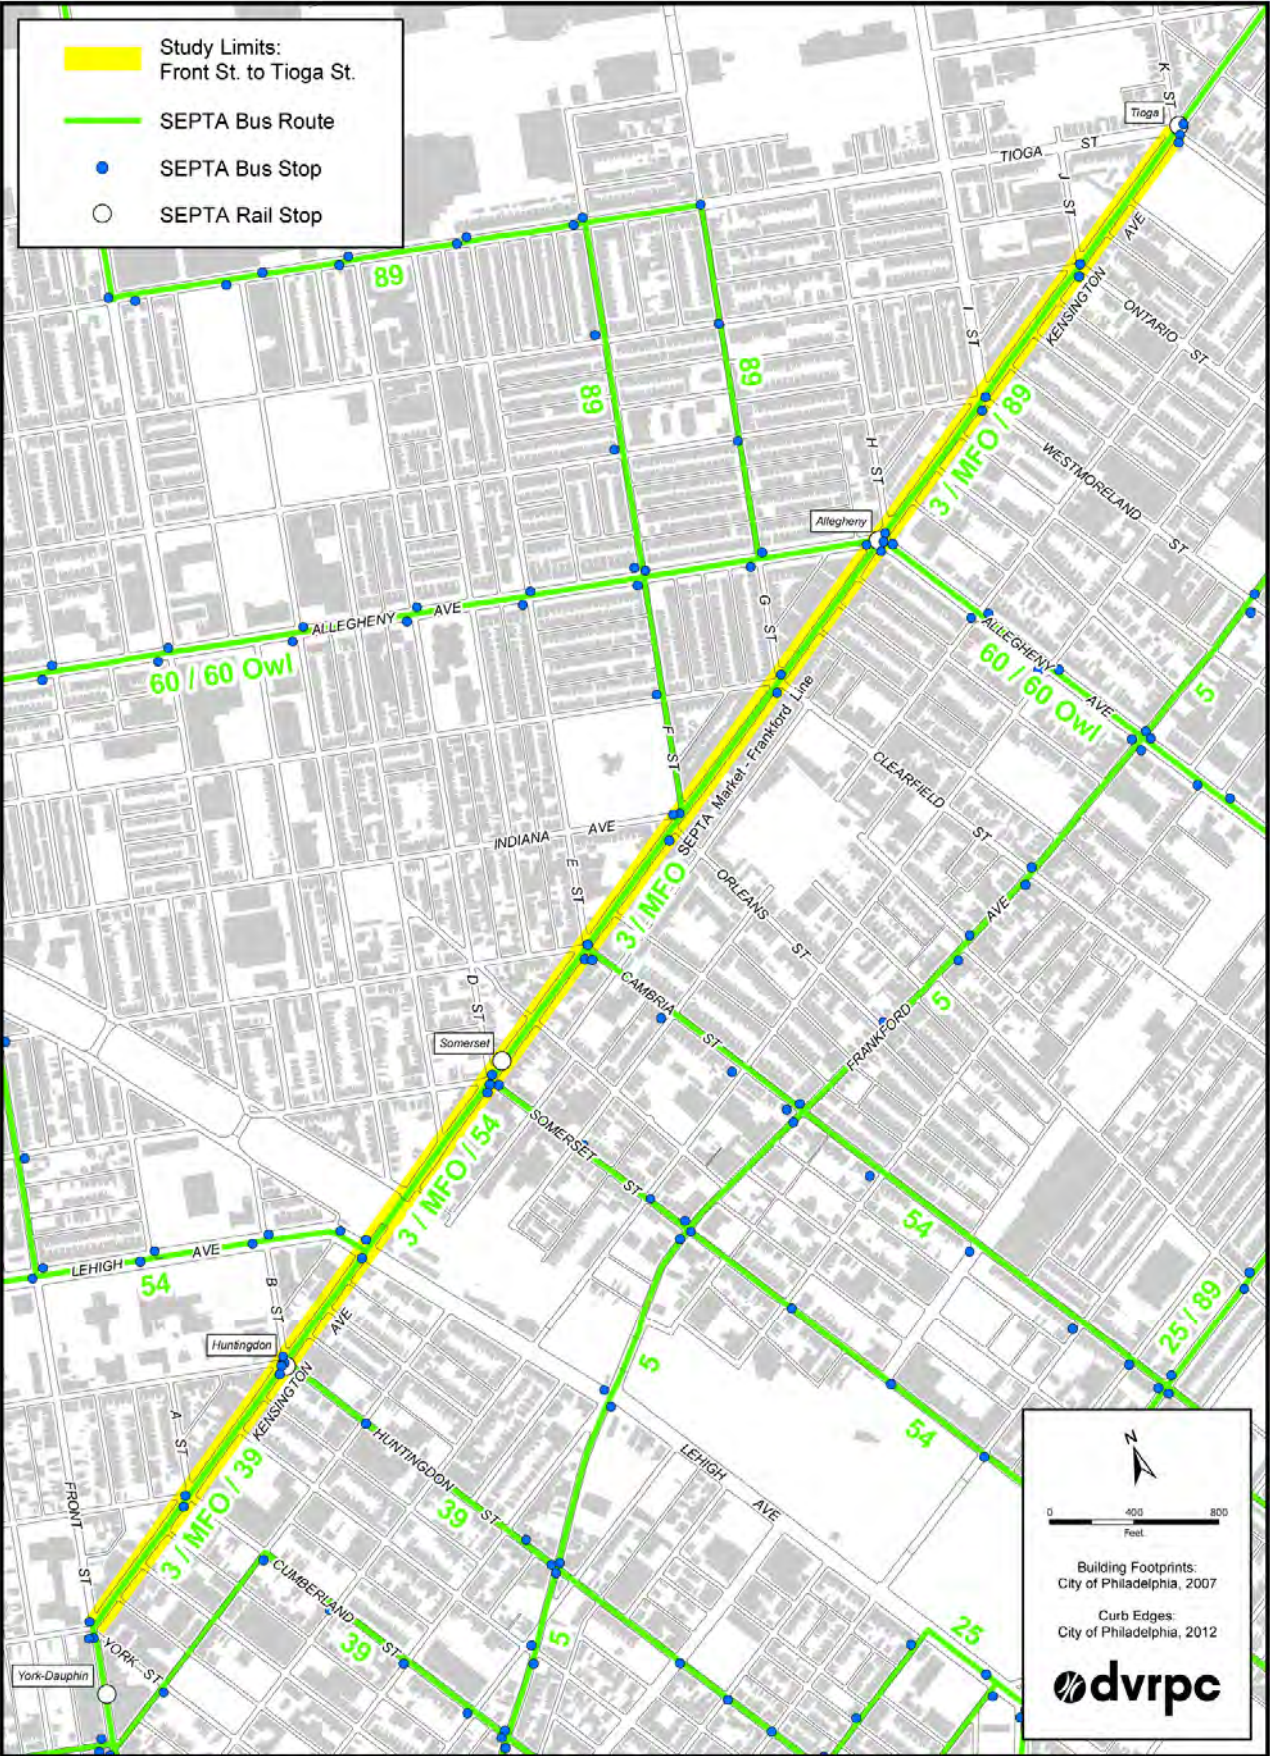 Study Limits:
Front St. to Tioga St.
SEPTA Bus Route
SEPTA Bus Stop
SEPTA Rail Stop
K ST
Tioga
TIOGA ST
J ST
AVE
KENSINGTON
ONTARIO ST
I ST
89
89
89
3 / MFO / 89
H ST
WESTMORELAND ST
Allegheny
G ST
ALLEGHENY AVE
60 / 60 Owl
ALLEGHENY AVE
60 / 60 Owl
5
SEPTA Market - Frankford Line
F ST
CLEARFIELD ST
INDIANA AVE
E ST
3 / MFO
ORLEANS ST
FRANKFORD AVE
5
D ST
CAMBRIA ST
Somerset
SOMERSET ST
3 / MFO / 54
54
LEHIGH AVE
54
B ST
25 / 89
Huntingdon
KENSINGTON AVE
5
54
A ST
HUNTINGDON ST
39
LEHIGH AVE
3 / MFO / 39
FRONT ST
CUMBERLAND ST
39
5
25
YORK ST
York-Dauphin
N
0 400 800
Feet
Building Footprints:
City of Philadelphia, 2007
Curb Edges:
City of Philadelphia, 2012
dvrpc